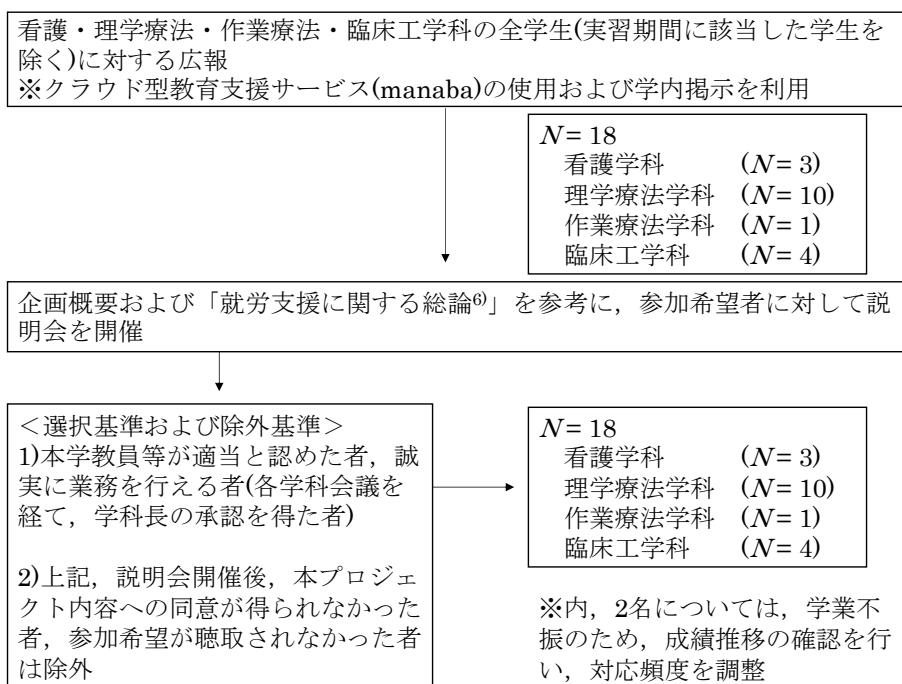 看護・理学療法・作業療法・臨床工学科の全学生(実習期間に該当した学生を
除く)に対する広報
※クラウド型教育支援サービス(manaba)の使用および学内掲示を利用
N= 18
看護学科 (N= 3)
理学療法学科 (N= 10)
作業療法学科 (N= 1)
臨床工学科 (N= 4)
企画概要および「就労支援に関する総論⁶⁾」を参考に，参加希望者に対して説
明会を開催
＜選択基準および除外基準＞
1)本学教員等が適当と認めた者，誠
実に業務を行える者(各学科会議を
経て，学科長の承認を得た者)
2)上記，説明会開催後，本プロジェ
クト内容への同意が得られなかった
者，参加希望が聴取されなかった者
は除外
N= 18
看護学科 (N= 3)
理学療法学科 (N= 10)
作業療法学科 (N= 1)
臨床工学科 (N= 4)
※内，2名については，学業不
振のため，成績推移の確認を行
い，対応頻度を調整